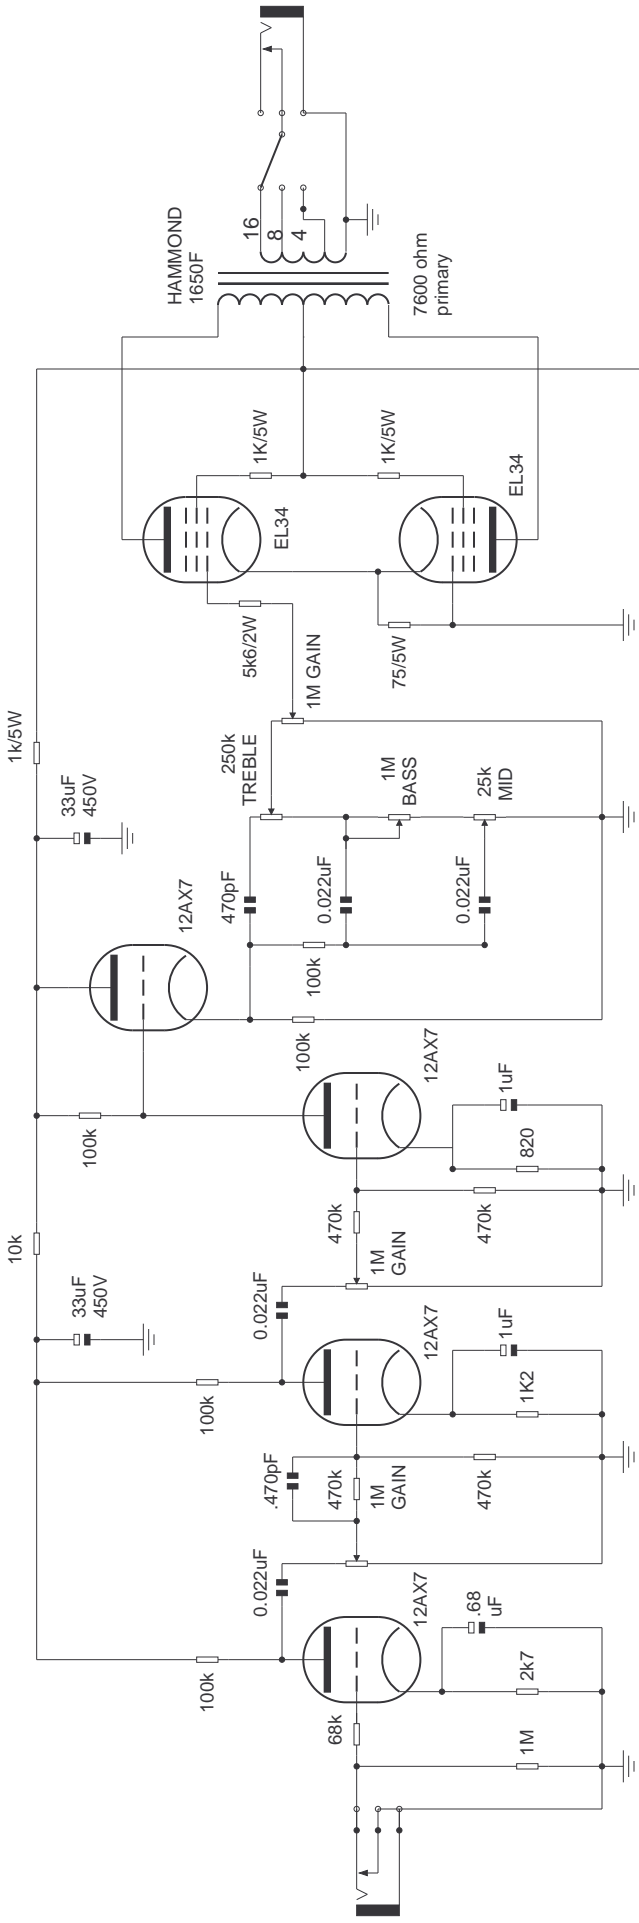 16
8
4
HAMMOND
1650F
7600 ohm
primary
1K/5W
1K/5W
EL34
EL34
5k6/2W
1M GAIN
75/5W
1k/5W
33uF
450V
250k
TREBLE
1M
BASS
25k
MID
470pF
0.022uF
0.022uF
12AX7
100k
100k
12AX7
1uF
820
100k
470k
470k
1M
GAIN
10k
33uF
450V
0.022uF
12AX7
1uF
1K2
100k
.470pF
470k
1M
GAIN
470k
0.022uF
12AX7
.68
uF
2k7
100k
68k
1M